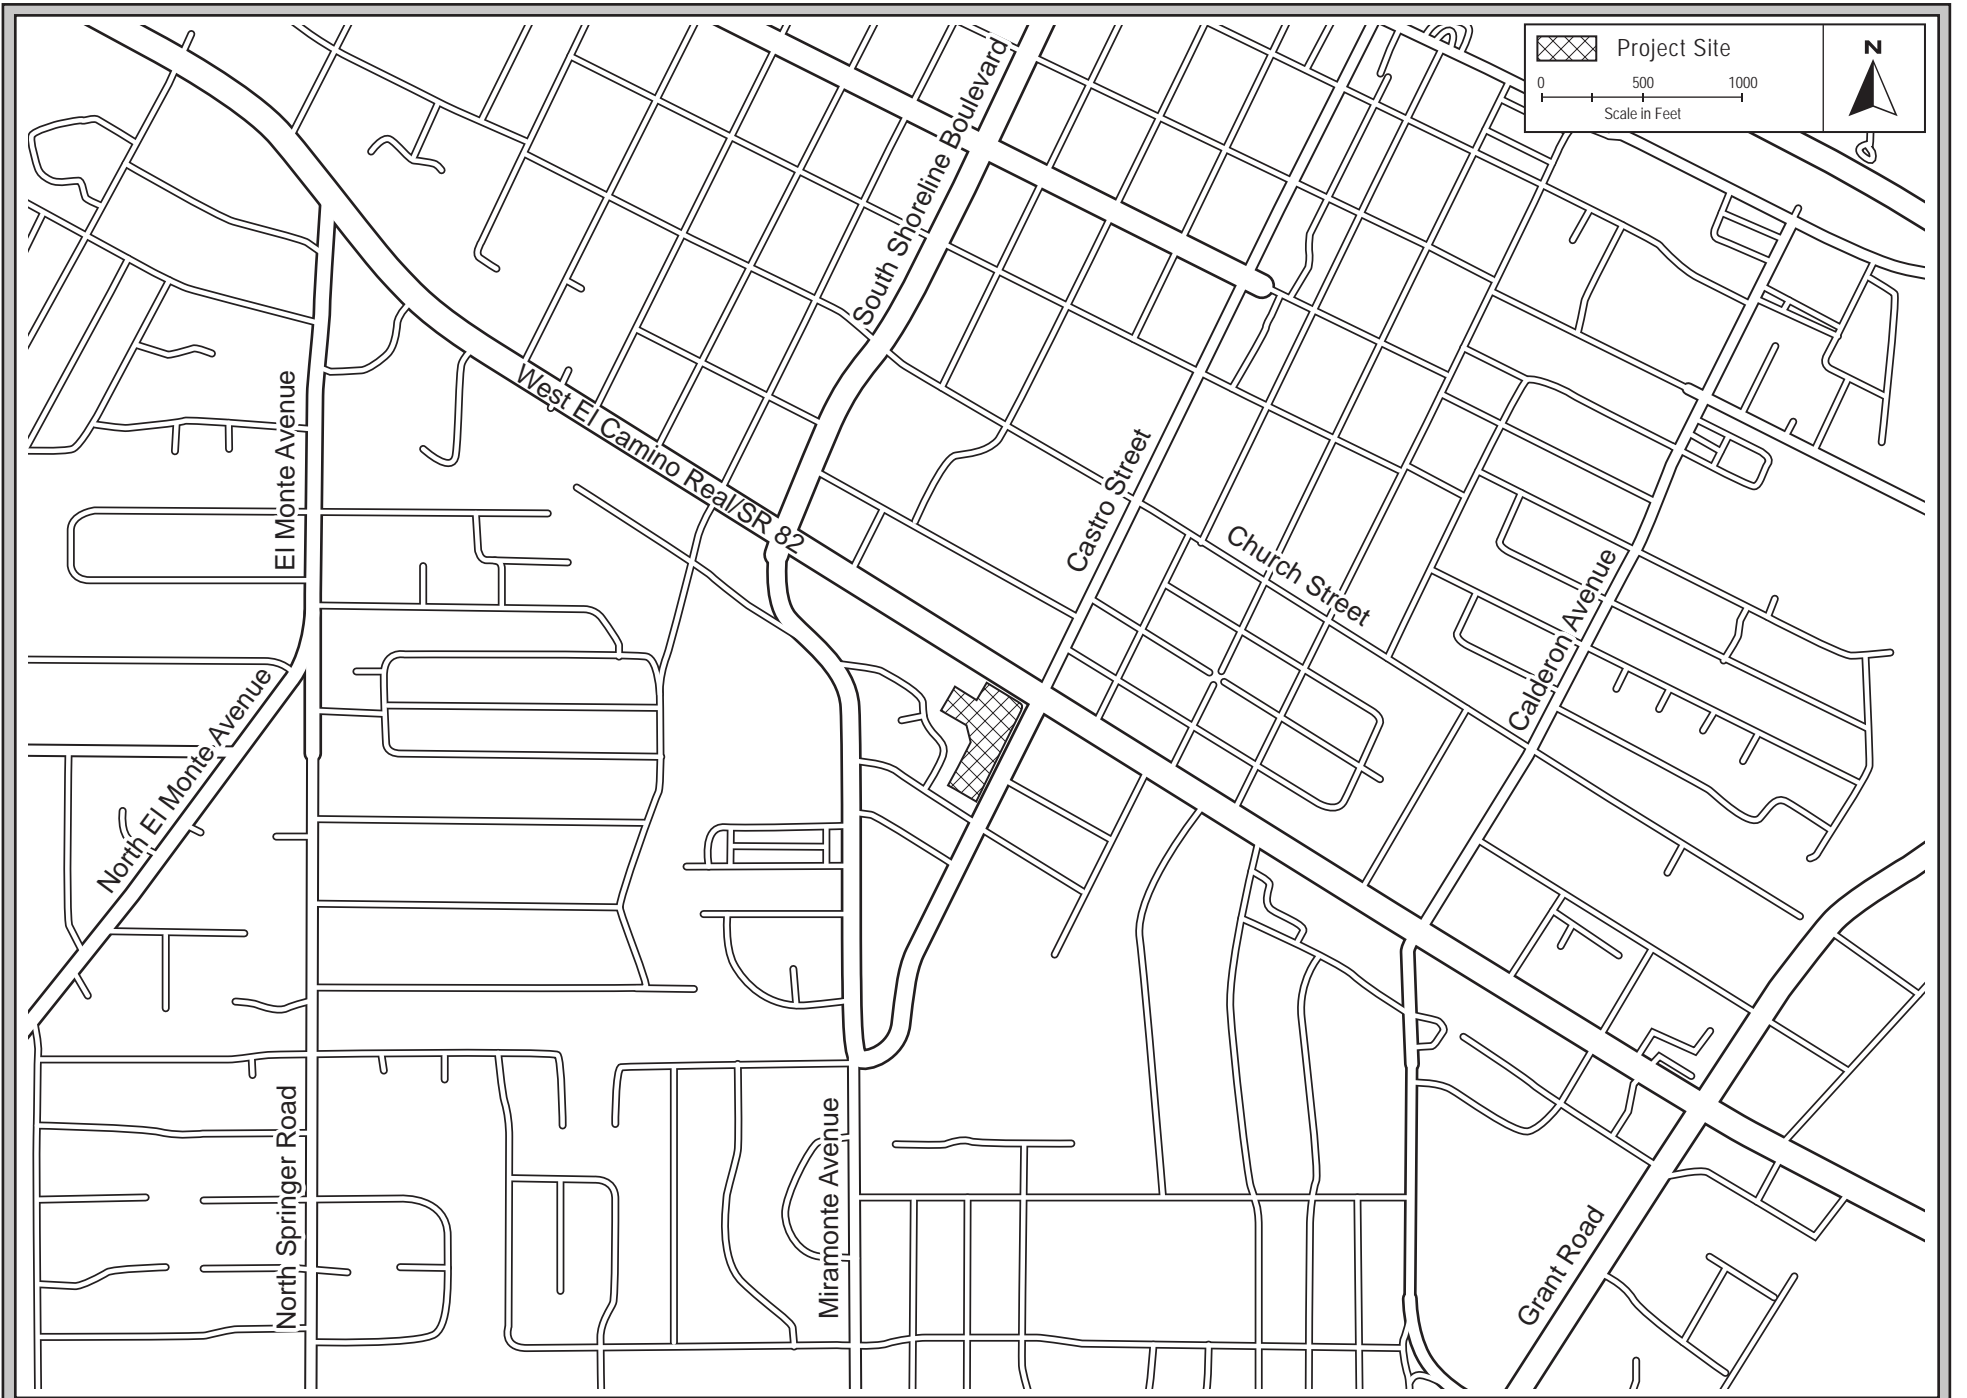 Project Site
0 500 1000
Scale in Feet
N
South Shoreline Boulevard
El Monte Avenue
West El Camino Real/SR 82
Castro Street
Church Street
Calderon Avenue
North El Monte Avenue
North Springer Road
Miramonte Avenue
Grant Road